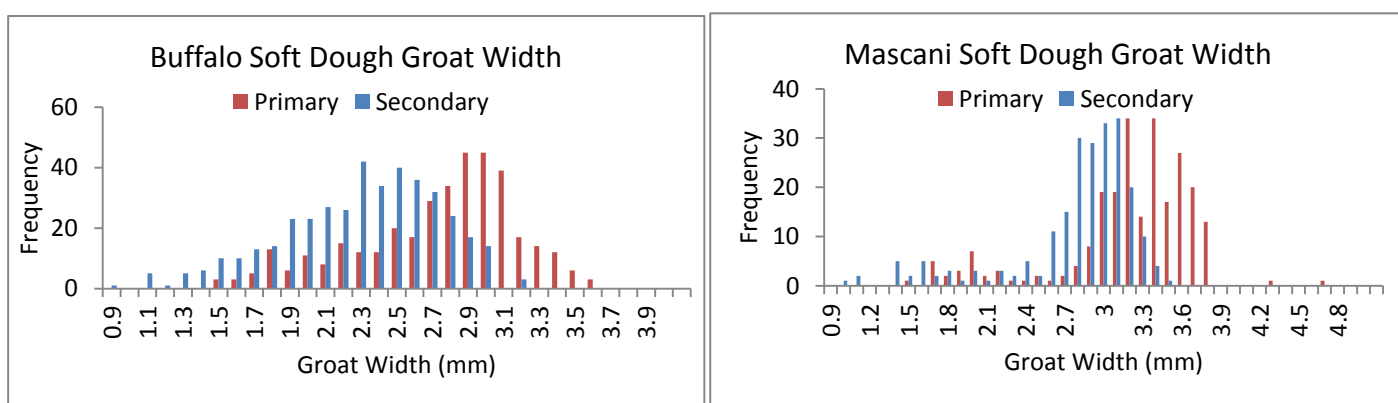 Buffalo Soft Dough Groat Width
Primary Secondary
60
40
20
0
Frequency
0.9 1.1 1.3 1.5 1.7 1.9 2.1 2.3 2.5 2.7 2.9 3.1 3.3 3.5 3.7 3.9
Groat Width (mm)
Mascani Soft Dough Groat Width
Primary Secondary
40
30
20
10
0
Frequency
0.9 1.2 1.5 1.8 2.1 2.4 2.7 3 3.3 3.6 3.9 4.2 4.5 4.8
Groat Width (mm)